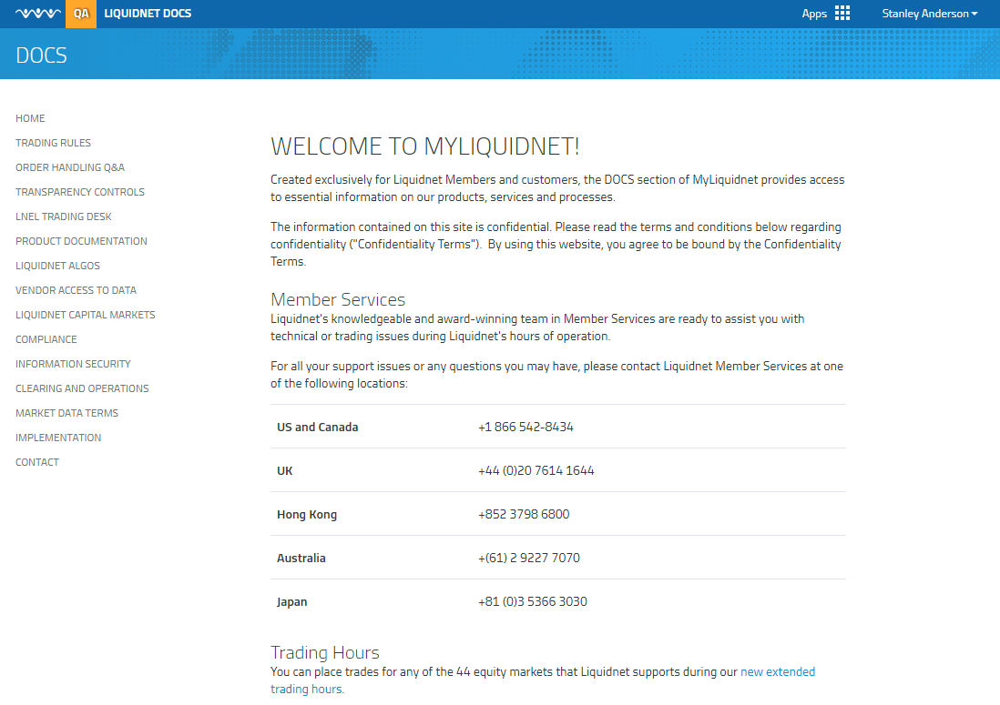 QA LIQUIDNET DOCS Apps Stanley Anderson
DOCS
HOME
TRADING RULES
ORDER HANDLING Q&A
TRANSPARENCY CONTROLS
LNEL TRADING DESK
PRODUCT DOCUMENTATION
LIQUIDNET ALGOS
VENDOR ACCESS TO DATA
LIQUIDNET CAPITAL MARKETS
COMPLIANCE
INFORMATION SECURITY
CLEARING AND OPERATIONS
MARKET DATA TERMS
IMPLEMENTATION
CONTACT
WELCOME TO MYLIQUIDNET!
Created exclusively for Liquidnet Members and customers, the DOCS section of MyLiquidnet provides access
to essential information on our products, services and processes.
The information contained on this site is confidential. Please read the terms and conditions below regarding
confidentiality ("Confidentiality Terms").  By using this website, you agree to be bound by the Confidentiality
Terms.
Member Services
Liquidnet's knowledgeable and award-winning team in Member Services are ready to assist you with
technical or trading issues during Liquidnet's hours of operation.
For all your support issues or any questions you may have, please contact Liquidnet Member Services at one
of the following locations:
US and Canada +1 866 542-8434
UK +44 (0)20 7614 1644
Hong Kong +852 3798 6800
Australia +(61) 2 9227 7070
Japan +81 (0)3 5366 3030
Trading Hours
You can place trades for any of the 44 equity markets that Liquidnet supports during our new extended
trading hours.